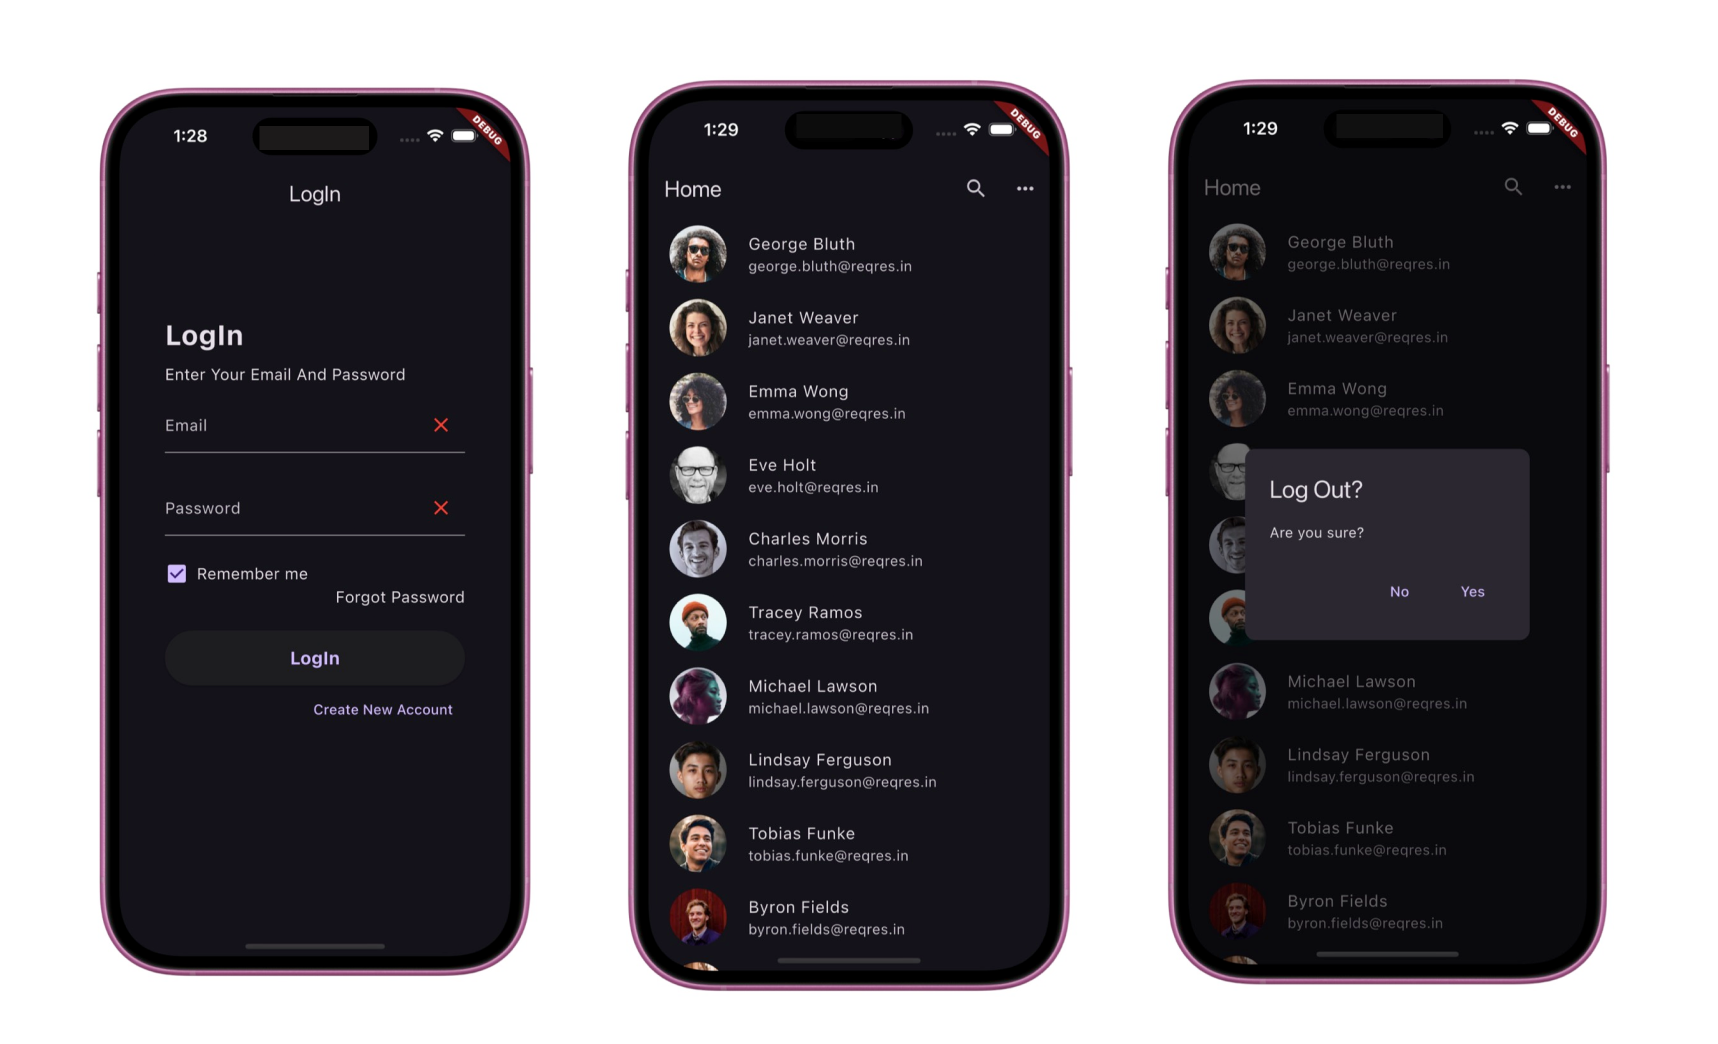 1:28
DEBUG
LogIn
LogIn
Enter Your Email And Password
Email
Password
Remember me
Forgot Password
LogIn
Create New Account
1:29
DEBUG
Home
George Bluth
george.bluth@reqres.in
Janet Weaver
janet.weaver@reqres.in
Emma Wong
emma.wong@reqres.in
Eve Holt
eve.holt@reqres.in
Charles Morris
charles.morris@reqres.in
Tracey Ramos
tracey.ramos@reqres.in
Michael Lawson
michael.lawson@reqres.in
Lindsay Ferguson
lindsay.ferguson@reqres.in
Tobias Funke
tobias.funke@reqres.in
Byron Fields
byron.fields@reqres.in
1:29
DEBUG
Home
George Bluth
george.bluth@reqres.in
Janet Weaver
janet.weaver@reqres.in
Emma Wong
emma.wong@reqres.in
Log Out?
Are you sure?
No Yes
Michael Lawson
michael.lawson@reqres.in
Lindsay Ferguson
lindsay.ferguson@reqres.in
Tobias Funke
tobias.funke@reqres.in
Byron Fields
byron.fields@reqres.in